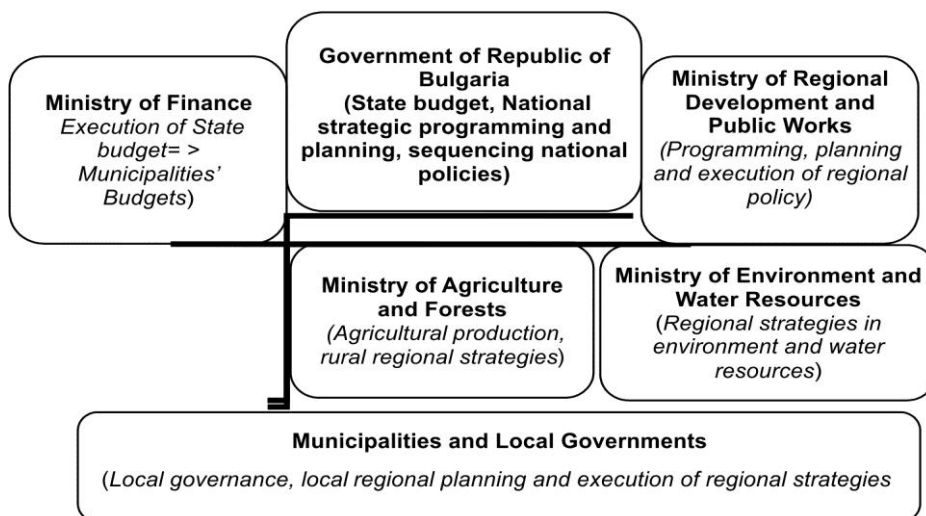 Government of Republic of
Bulgaria
(State budget, National
strategic programming and
planning, sequencing national
policies)
Ministry of Finance
Execution of State
budget= >
Municipalities’
Budgets)
Ministry of Regional
Development and
Public Works
(Programming, planning
and execution of regional
policy)
Ministry of Agriculture
and Forests
(Agricultural production,
rural regional strategies)
Ministry of Environment and
Water Resources
(Regional strategies in
environment and water
resources)
Municipalities and Local Governments
(Local governance, local regional planning and execution of regional strategies